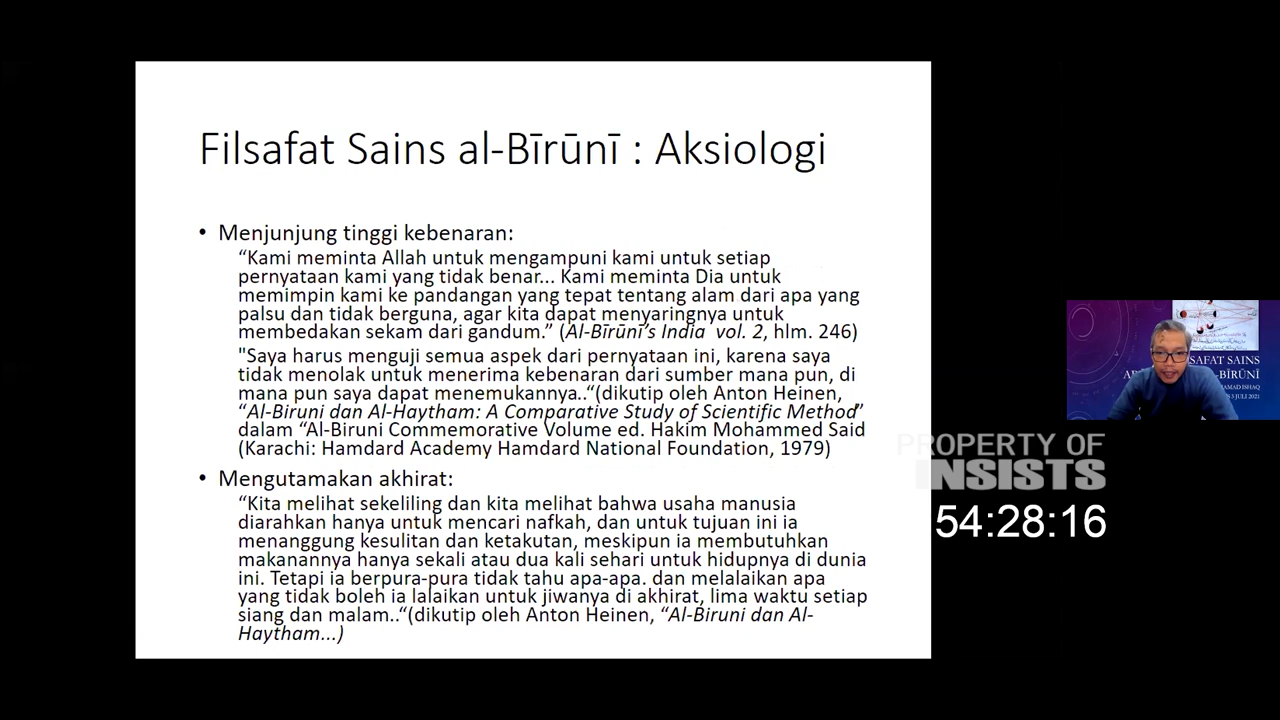 Filsafat Sains al-Bīrūnī : Aksiologi
• Menjunjung tinggi kebenaran:
“Kami meminta Allah untuk mengampuni kami untuk setiap
pernyataan kami yang tidak benar... Kami meminta Dia untuk
memimpin kami ke pandangan yang tepat tentang alam dari apa yang
palsu dan tidak berguna, agar kita dapat menyaringnya untuk
membedakan sekam dari gandum.” (Al-Bīrūnī’s India vol. 2, hlm. 246)
"Saya harus menguji semua aspek dari pernyataan ini, karena saya
tidak menolak untuk menerima kebenaran dari sumber mana pun, di
mana pun saya dapat menemukannya..“(dikutip oleh Anton Heinen,
“Al-Biruni dan Al-Haytham: A Comparative Study of Scientific Method”
dalam “Al-Biruni Commemorative Volume ed. Hakim Mohammed Said
(Karachi: Hamdard Academy Hamdard National Foundation, 1979)
• Mengutamakan akhirat:
“Kita melihat sekeliling dan kita melihat bahwa usaha manusia
diarahkan hanya untuk mencari nafkah, dan untuk tujuan ini ia
menanggung kesulitan dan ketakutan, meskipun ia membutuhkan
makanannya hanya sekali atau dua kali sehari untuk hidupnya di dunia
ini. Tetapi ia berpura-pura tidak tahu apa-apa. dan melalaikan apa
yang tidak boleh ia lalaikan untuk jiwanya di akhirat, lima waktu setiap
siang dan malam..“(dikutip oleh Anton Heinen, “Al-Biruni dan Al-
Haytham...)
SAFAT SAINS
-BĪRŪNĪ
AMAD ISHAQ
3 JULI 2021
PROPERTY OF
INSISTS
54:28:16